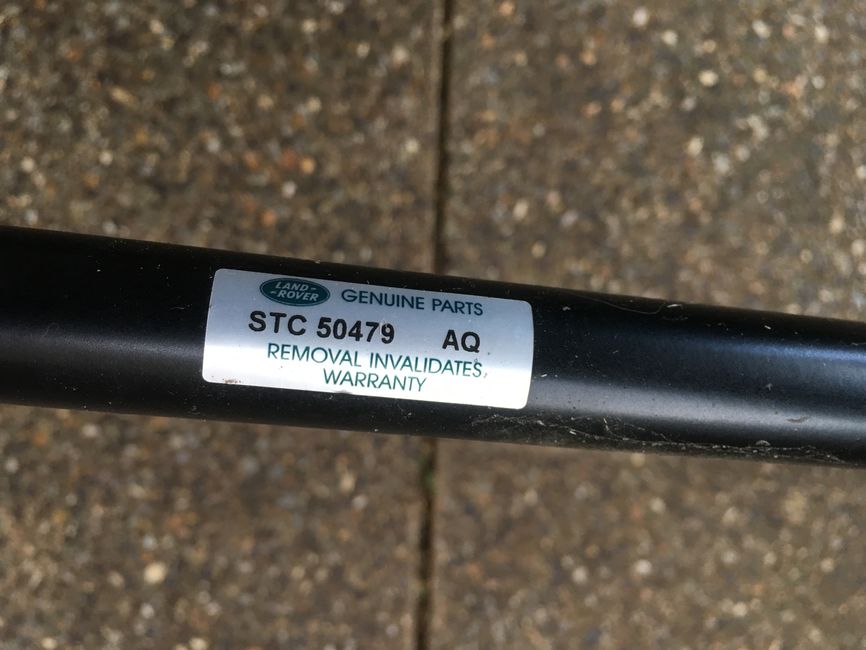 LAND-
-ROVER
GENUINE PARTS
STC 50479 AQ
REMOVAL INVALIDATES
WARRANTY